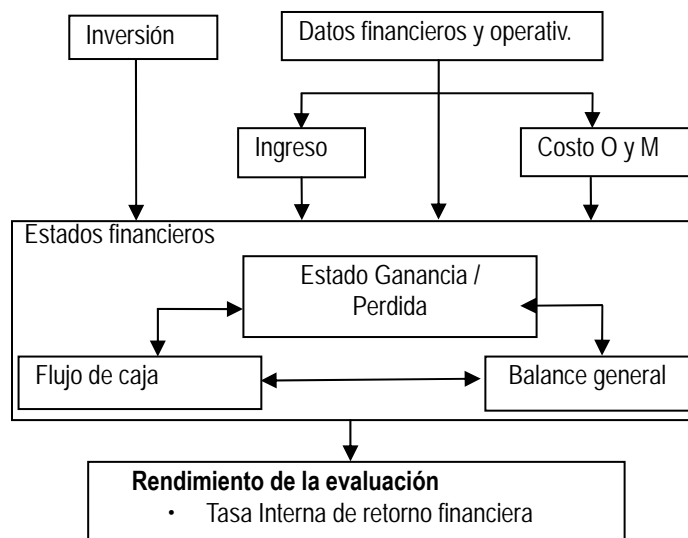 Inversión
Datos financieros y operativ.
Ingreso
Costo O y M
Estados financieros
Estado Ganancia /
Perdida
Flujo de caja
Balance general
Rendimiento de la evaluación
• Tasa Interna de retorno financiera